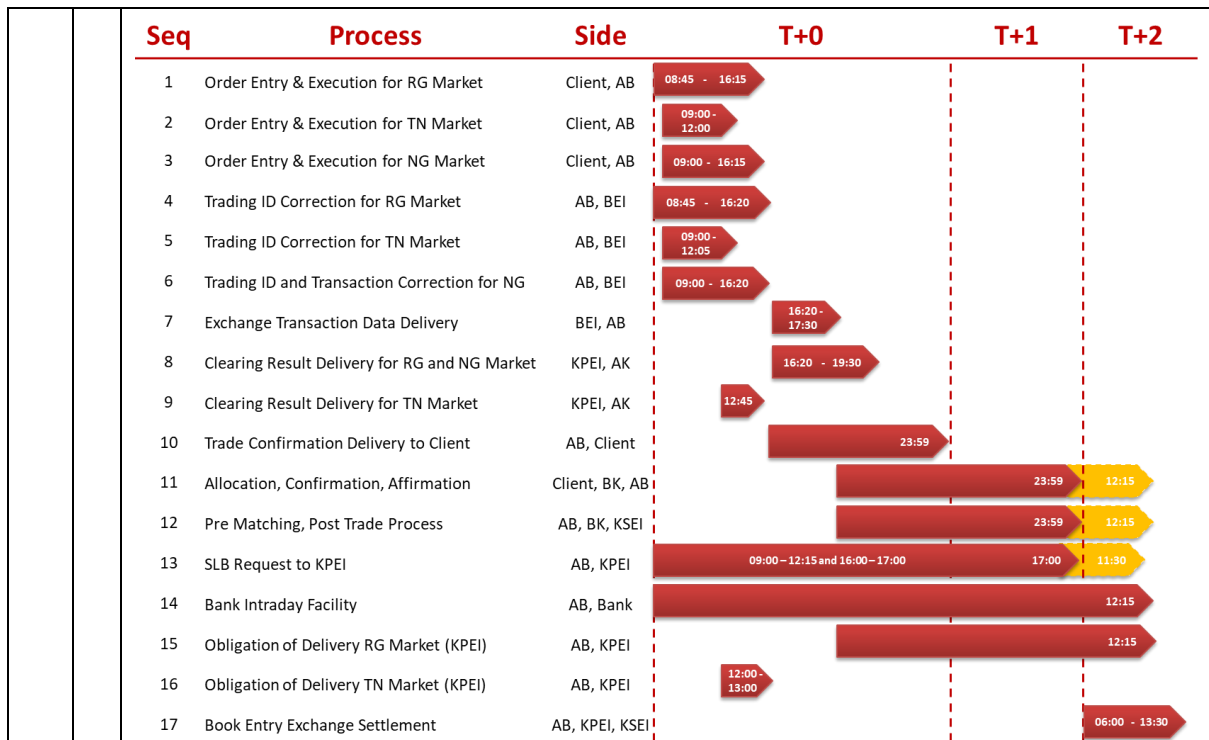 Seq Process Side T+0 T+1 T+2
1 Order Entry & Execution for RG Market Client, AB 08:45 - 16:15
2 Order Entry & Execution for TN Market Client, AB 09:00 -
12:00
3 Order Entry & Execution for NG Market Client, AB 09:00 - 16:15
4 Trading ID Correction for RG Market AB, BEI 08:45 - 16:20
5 Trading ID Correction for TN Market AB, BEI 09:00 -
12:05
6 Trading ID and Transaction Correction for NG AB, BEI 09:00 - 16:20
7 Exchange Transaction Data Delivery BEI, AB 16:20 -
17:30
8 Clearing Result Delivery for RG and NG Market KPEI, AK 16:20 - 19:30
9 Clearing Result Delivery for TN Market KPEI, AK 12:45
10 Trade Confirmation Delivery to Client AB, Client 23:59
11 Allocation, Confirmation, Affirmation Client, BK, AB 23:59 12:15
12 Pre Matching, Post Trade Process AB, BK, KSEI 23:59 12:15
13 SLB Request to KPEI AB, KPEI 09:00 – 12:15 and 16:00 – 17:00 17:00 11:30
14 Bank Intraday Facility AB, Bank 12:15
15 Obligation of Delivery RG Market (KPEI) AB, KPEI 12:15
16 Obligation of Delivery TN Market (KPEI) AB, KPEI 12:00 -
13:00
17 Book Entry Exchange Settlement AB, KPEI, KSEI 06:00 - 13:30